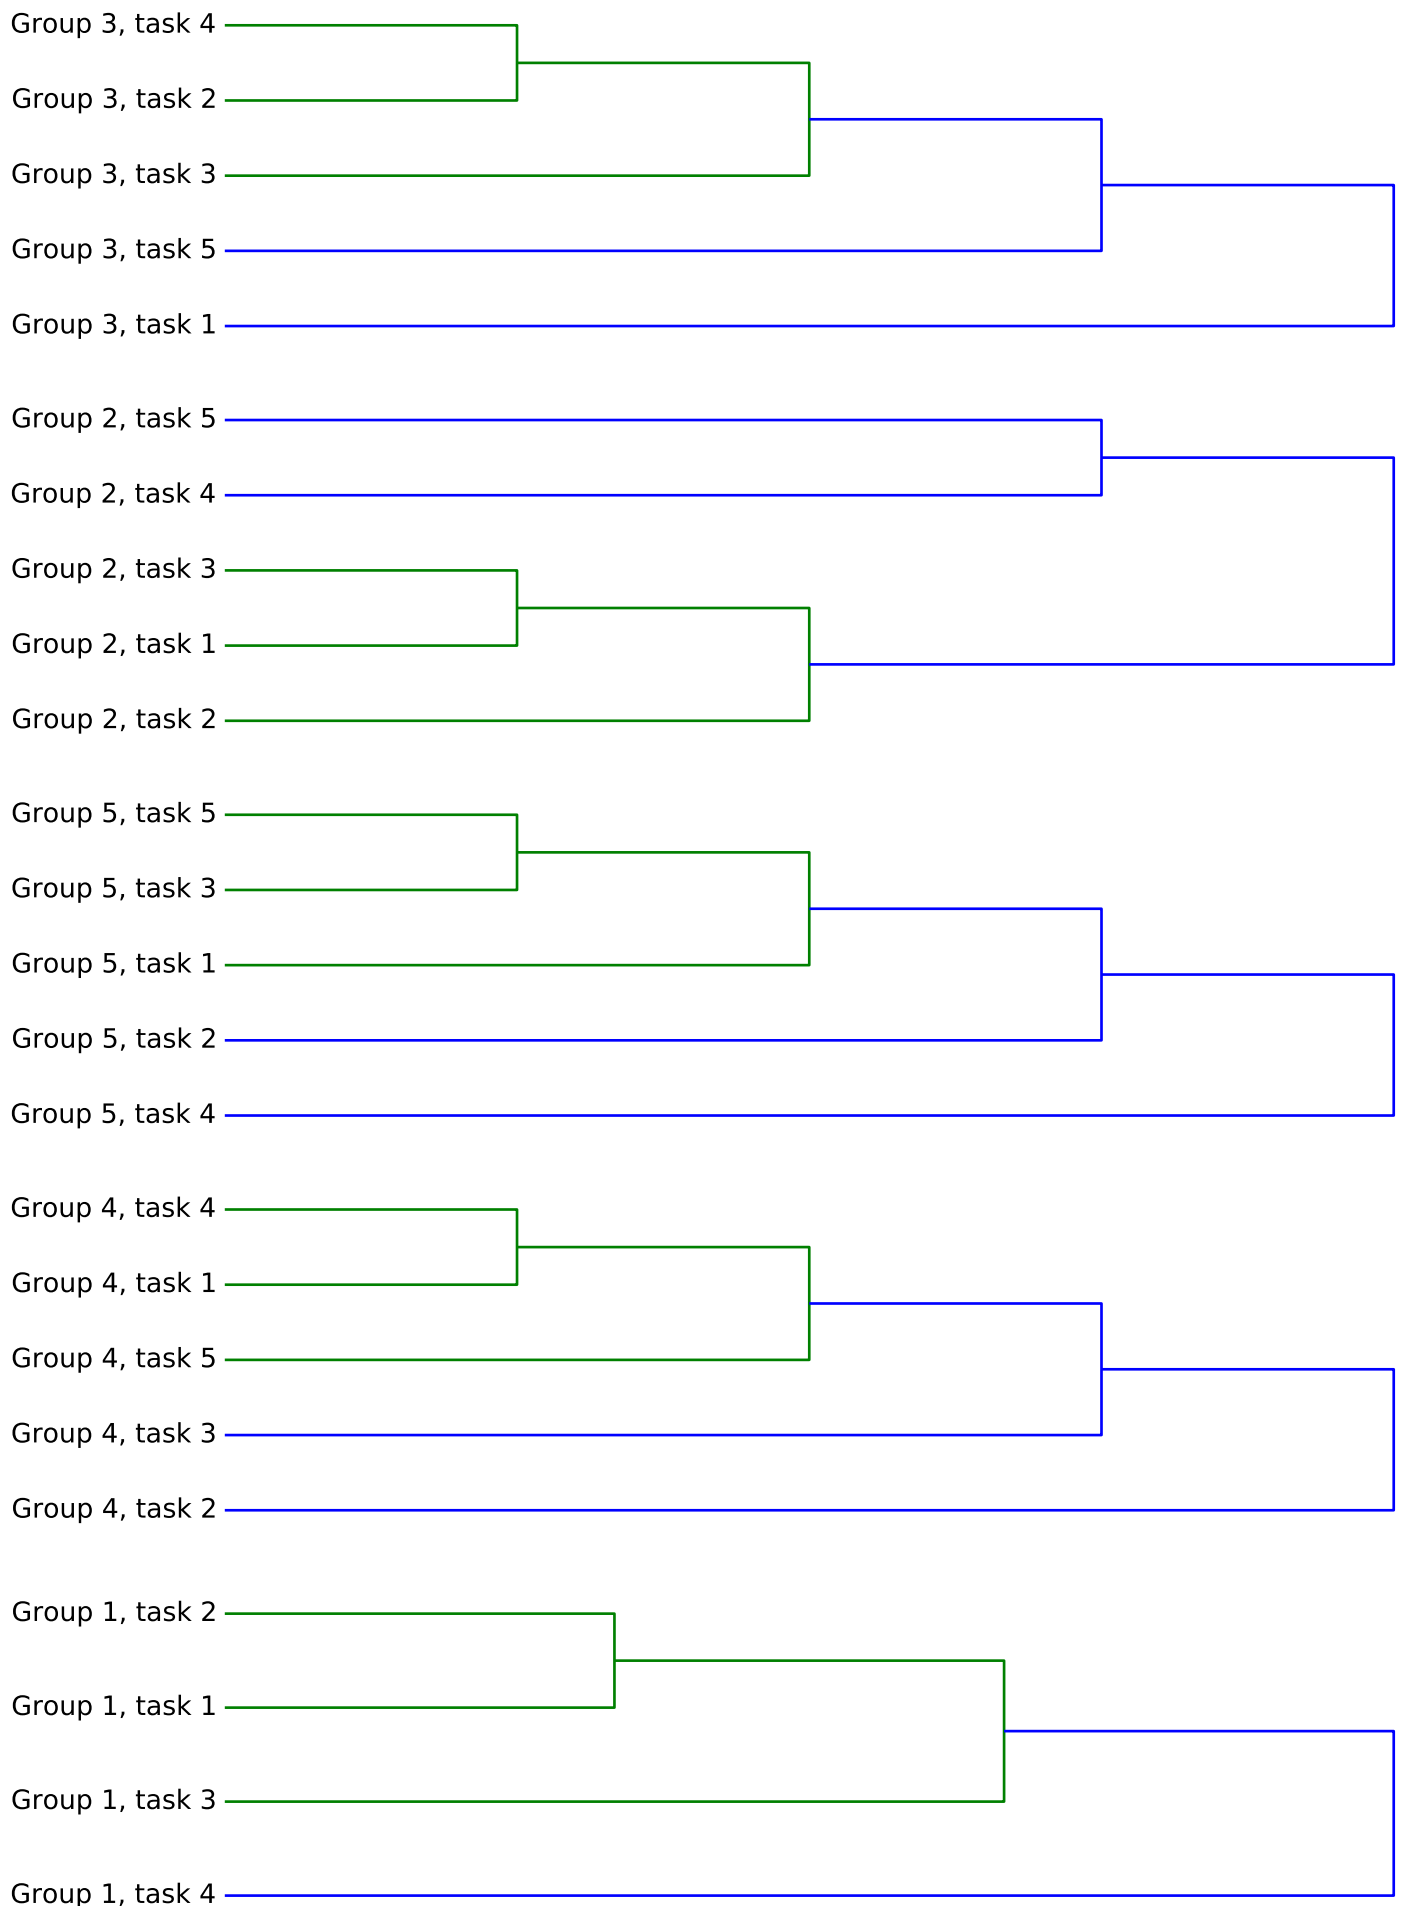 Group 3, task 4
Group 3, task 2
Group 3, task 3
Group 3, task 5
Group 3, task 1
Group 2, task 5
Group 2, task 4
Group 2, task 3
Group 2, task 1
Group 2, task 2
Group 5, task 5
Group 5, task 3
Group 5, task 1
Group 5, task 2
Group 5, task 4
Group 4, task 4
Group 4, task 1
Group 4, task 5
Group 4, task 3
Group 4, task 2
Group 1, task 2
Group 1, task 1
Group 1, task 3
Group 1, task 4